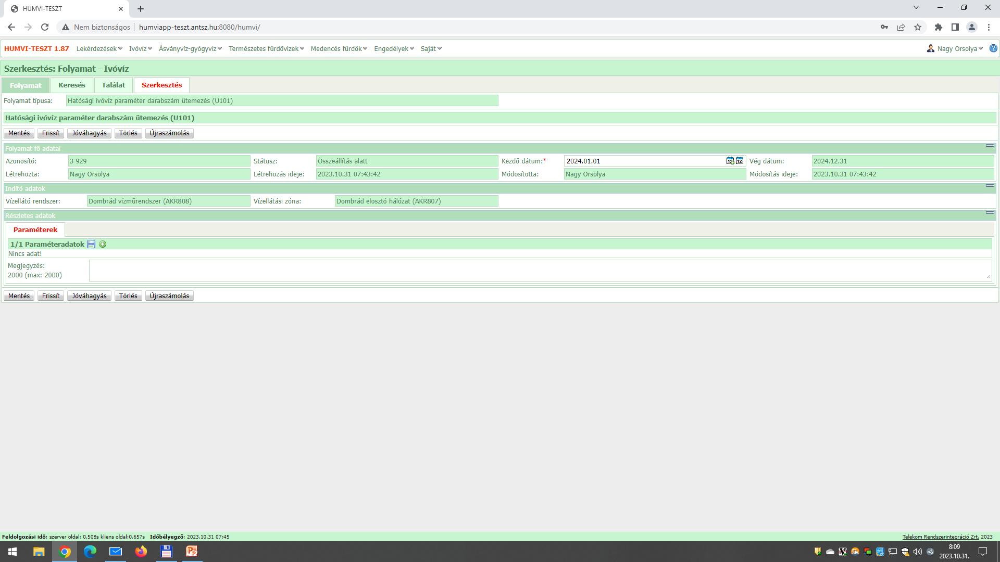 HUMVI-TESZT
Nem biztonságos | humviapp-teszt.antsz.hu:8080/humvi/
HUMVI-TESZT 1.87 Lekérdezések Ivóvíz Ásványvíz-gyógyvíz Természetes fürdővizek Medencés fürdők Engedélyek Saját Nagy Orsolya ?
Szerkesztés: Folyamat - Ivóvíz
Folyamat Keresés Találat Szerkesztés
Folyamat típusa: Hatósági ivóvíz paraméter darabszám ütemezés (U101)
Hatósági ivóvíz paraméter darabszám ütemezés (U101)
Mentés Frissít Jóváhagyás Törlés Újraszámolás
Folyamat fő adatai
Azonosító: 3 929 Státusz: Összeállítás alatt Kezdő dátum:* 2024.01.01 12 12 Vég dátum: 2024.12.31
Létrehozta: Nagy Orsolya Létrehozás ideje: 2023.10.31 07:43:42 Módosította: Nagy Orsolya Módosítás ideje: 2023.10.31 07:43:42
Indító adatok
Vízellátó rendszer: Dombrád vízműrendszer (AKR808) Vízellátási zóna: Dombrád elosztó hálózat (AKR807)
Részletes adatok
Paraméterek
1/1 Paraméteradatok
Nincs adat!
Megjegyzés:
2000 (max: 2000)
Mentés Frissít Jóváhagyás Törlés Újraszámolás
Feldolgozási idő: szerver oldal: 0,508s kliens oldal:0,657s Időbélyegző: 2023.10.31 07:45 Telekom Rendszerintegráció Zrt. 2023
8:09
2023.10.31.